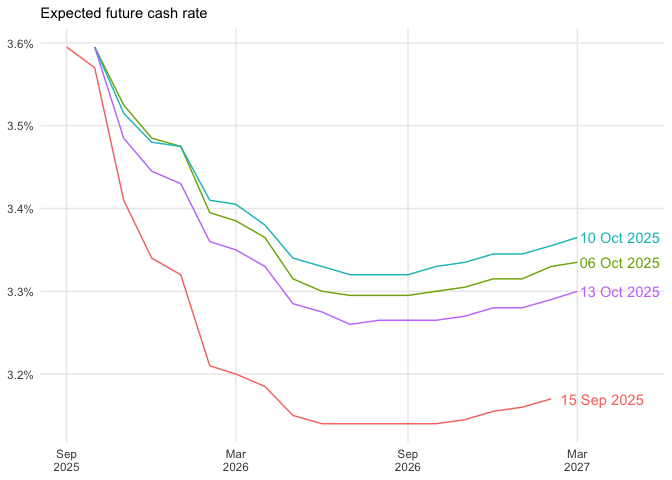 Expected future cash rate
3.6%
3.5%
3.4%
3.3%
3.2%
10 Oct 2025
06 Oct 2025
13 Oct 2025
15 Sep 2025
Sep
2025
Mar
2026
Sep
2026
Mar
2027